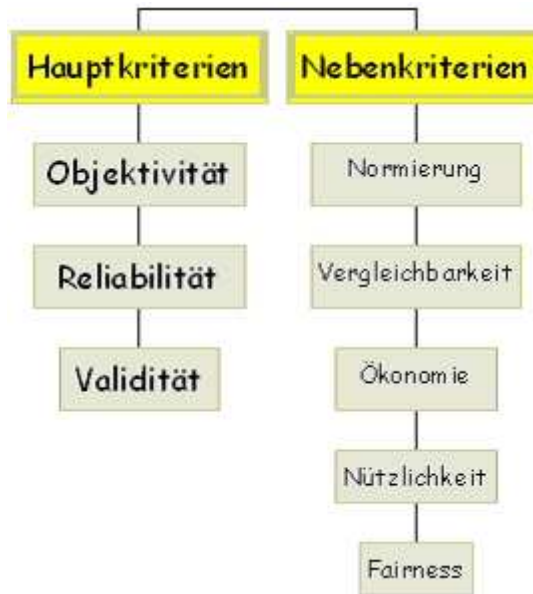 Hauptkriterien
Objektivität
Reliabilität
Validität
Nebenkriterien
Normierung
Vergleichbarkeit
Ökonomie
Nützlichkeit
Fairness